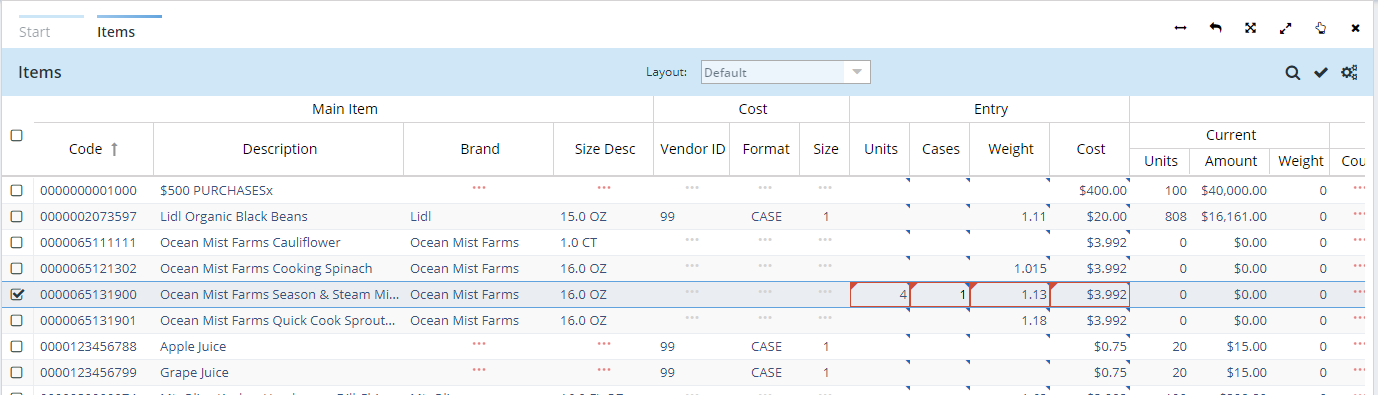 Start Items
Items Layout: Default
Main Item Cost Entry
Code ↑ Description Brand Size Desc Vendor ID Format Size Units Cases Weight Cost Current
Units Amount Weight Cou
0000000001000 $500 PURCHASESx *** *** *** *** *** $400.00 100 $40,000.00 0 ***
0000002073597 Lidl Organic Black Beans Lidl 15.0 OZ 99 CASE 1 1.11 $20.00 808 $16,161.00 0 ***
0000065111111 Ocean Mist Farms Cauliflower Ocean Mist Farms 1.0 CT *** *** *** $3.992 0 $0.00 0 ***
0000065121302 Ocean Mist Farms Cooking Spinach Ocean Mist Farms 16.0 OZ *** *** *** 1.015 $3.992 0 $0.00 0 ***
0000065131900 Ocean Mist Farms Season & Steam Mi... Ocean Mist Farms 16.0 OZ *** *** *** 4 1 1.13 $3.992 0 $0.00 0 ***
0000065131901 Ocean Mist Farms Quick Cook Sprout... Ocean Mist Farms 16.0 OZ *** *** *** 1.18 $3.992 0 $0.00 0 ***
0000123456788 Apple Juice *** *** 99 CASE 1 $0.75 20 $15.00 0 ***
0000123456799 Grape Juice *** *** 99 CASE 1 $0.75 20 $15.00 0 ***